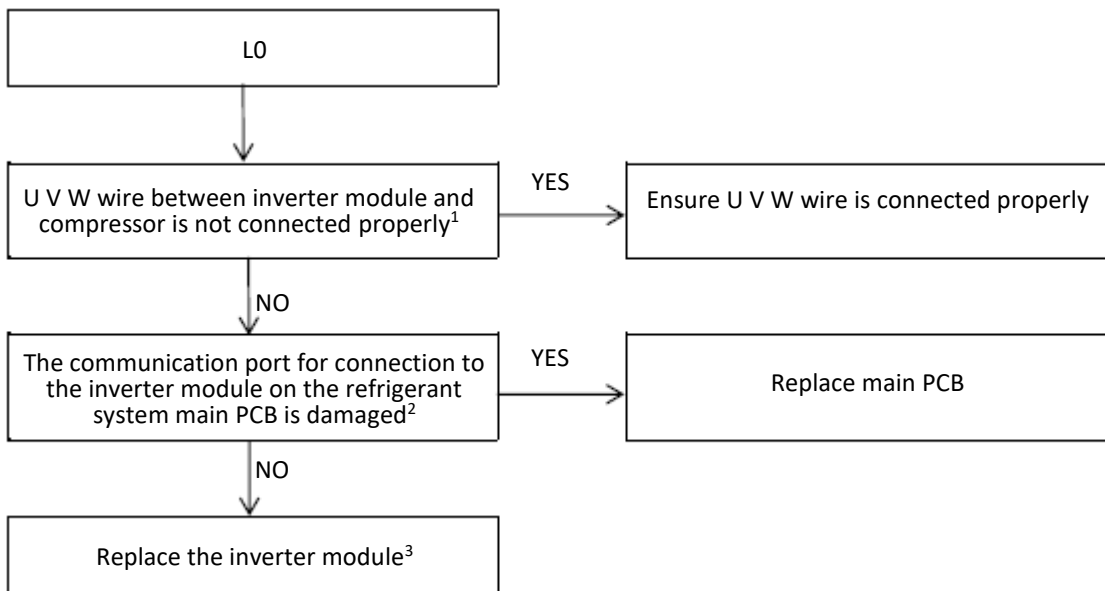 L0
U V W wire between inverter module and
compressor is not connected properly¹
YES
Ensure U V W wire is connected properly
NO
The communication port for connection to
the inverter module on the refrigerant
system main PCB is damaged²
YES
Replace main PCB
NO
Replace the inverter module³